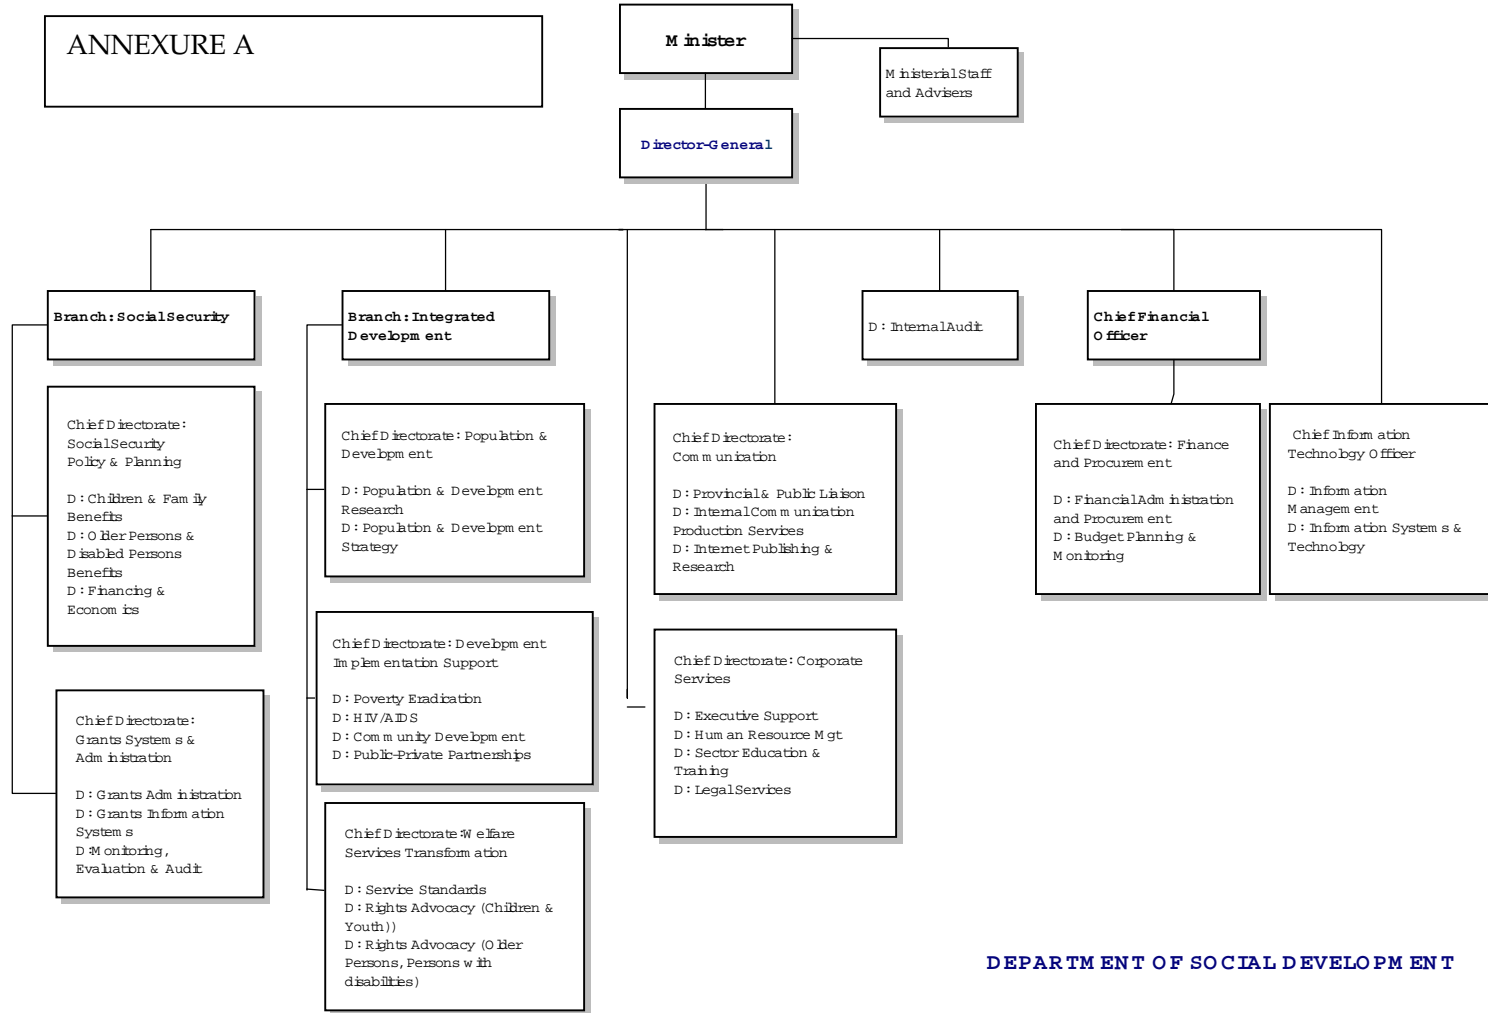 ANNEXURE A
Minister
Ministerial Staff
and Advisers
Director-General
Branch: Social Security
Chief Directorate:
Social Security
Policy & Planning
D: Children & Family
Benefits
D: Older Persons &
Disabled Persons
Benefits
D: Financing &
Economics
Chief Directorate:
Grants Systems &
Administration
D: Grants Administration
D: Grants Information
Systems
D:Monitoring,
Evaluation & Audit
Branch: Integrated
Development
Chief Directorate: Population &
Development
D: Population & Development
Research
D: Population & Development
Strategy
Chief Directorate: Development
Implementation Support
D: Poverty Eradication
D: HIV/AIDS
D: Community Development
D: Public-Private Partnerships
Chief Directorate:Welfare
Services Transformation
D: Service Standards
D: Rights Advocacy (Children &
Youth))
D: Rights Advocacy (Older
Persons, Persons with
disabilties)
Chief Directorate:
Communication
D: Provincial & Public Liaison
D: Internal Communication
Production Services
D: Internet Publishing &
Research
Chief Directorate: Corporate
Services
D: Executive Support
D: Human Resource Mgt
D: Sector Education &
Training
D: Legal Services
D: Internal Audit
Chief Financial
Officer
Chief Directorate: Finance
and Procurement
D: Financial Administration
and Procurement
D: Budget Planning &
Monitoring
Chief Information
Technology Officer
D: Information
Management
D: Information Systems &
Technology
DEPARTMENT OF SOCIAL DEVELOPMENT